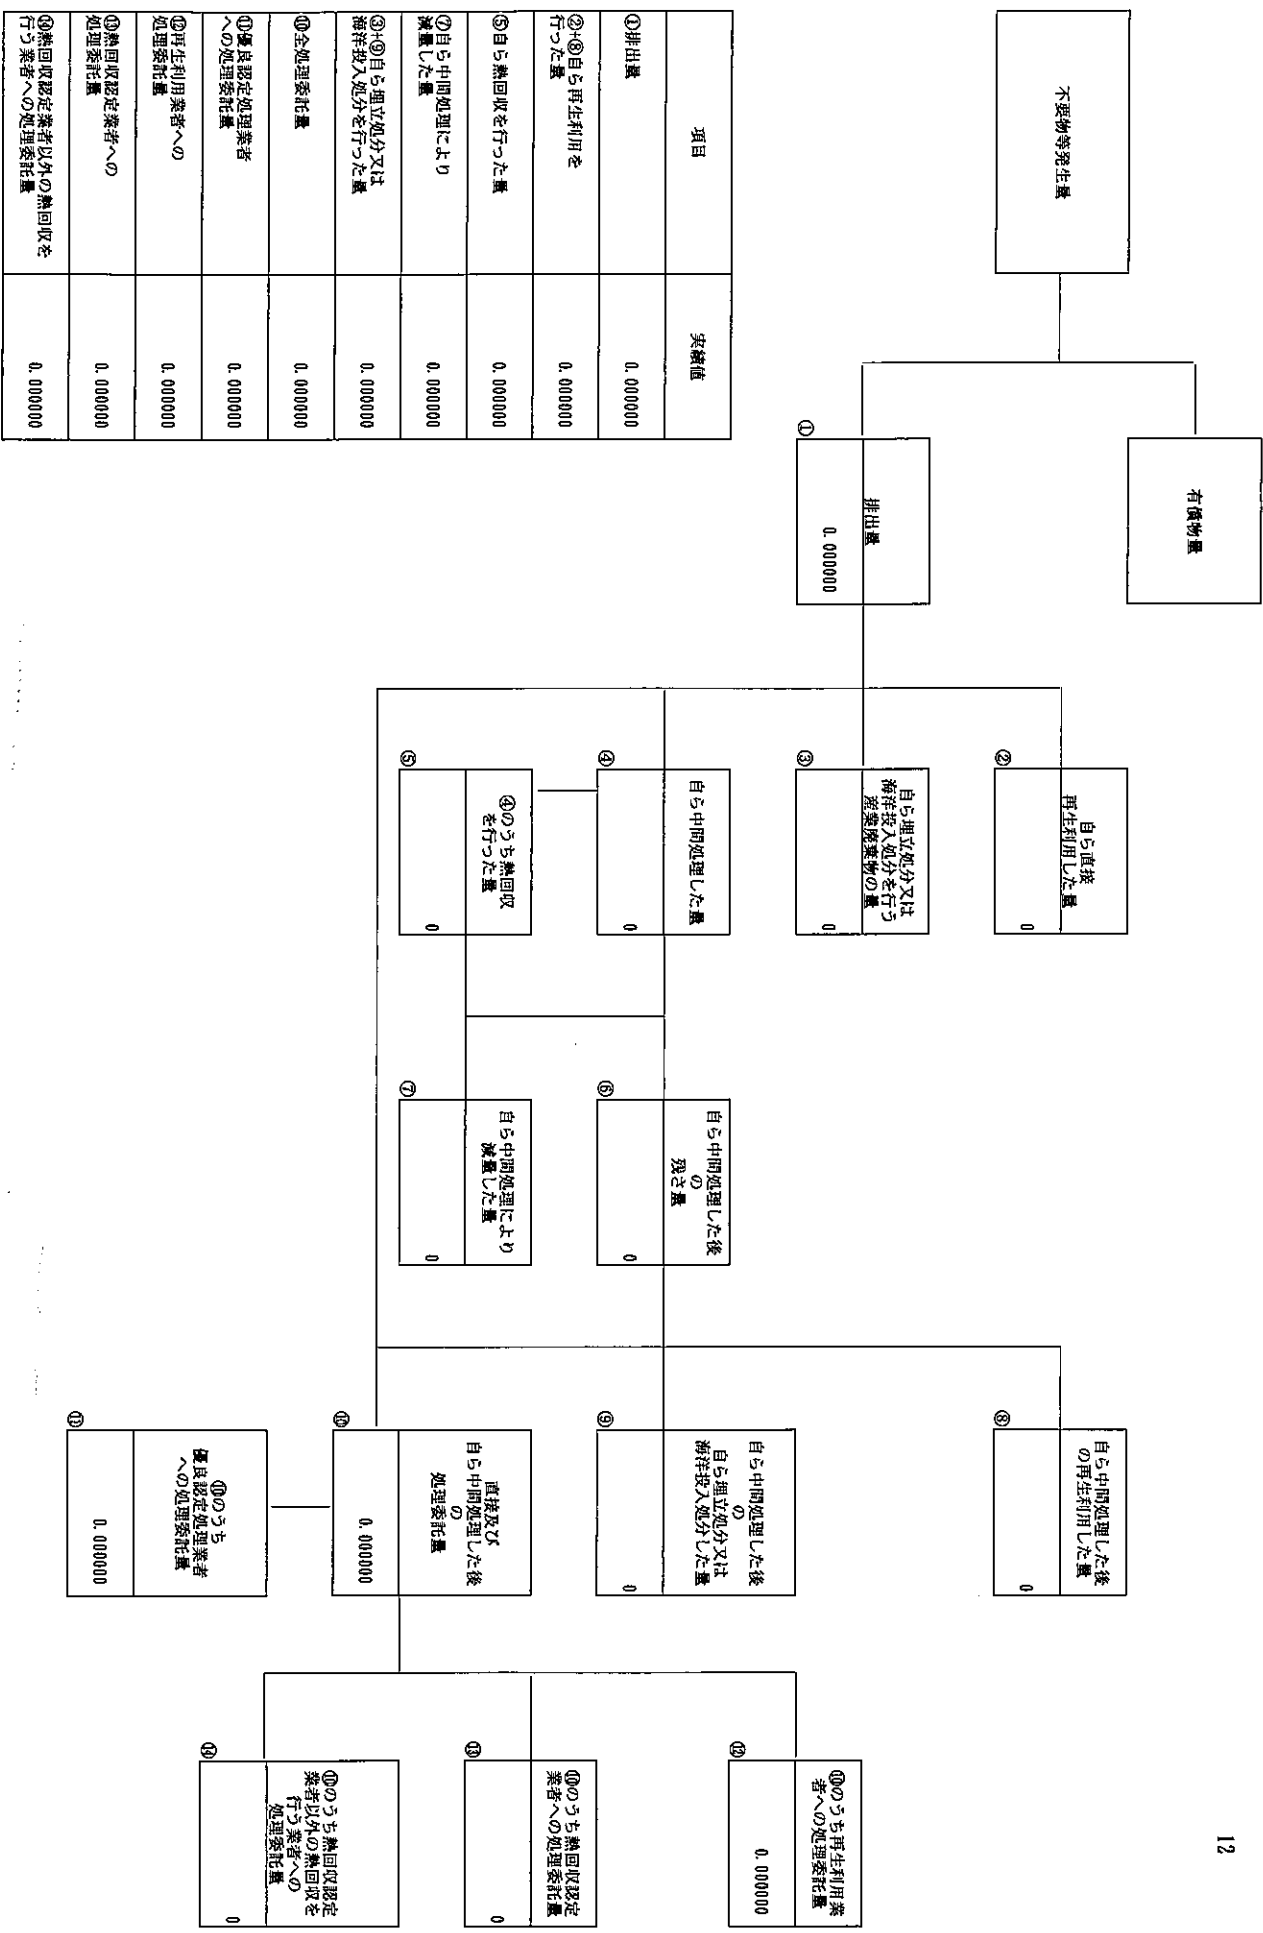 12
不要物等発生量
有償物量
①
排出量
0.000000
②
自ら直接
再生利用した量
0
③
自ら埋立処分又は
海洋投入処分を行う
産業廃棄物の量
0
④
自ら中間処理した量
0
⑤
④のうち熱回収
を行った量
0
⑥
自ら中間処理した後
の
残さ量
0
⑦
自ら中間処理により
減量した量
0
⑧
自ら中間処理した後
の再生利用した量
0
⑨
自ら中間処理した後
の
自ら埋立処分又は
海洋投入処分した量
0
⑩
直接及び
自ら中間処理した後
の
処理委託量
0.000000
⑪
⑩のうち
優良認定処理業者
への処理委託量
0.000000
⑫
⑩のうち再生利用業
者への処理委託量
0.000000
⑬
⑩のうち熱回収認定
業者への処理委託量
0
⑭
⑩のうち熱回収認定
業者以外の熱回収を
行う業者への
処理委託量
0
項目 実績値
①排出量 0.000000
②+⑧自ら再生利用を
行った量 0.000000
⑤自ら熱回収を行った量 0.000000
⑦自ら中間処理により
減量した量 0.000000
③+⑨自ら埋立処分又は
海洋投入処分を行った量 0.000000
⑩全処理委託量 0.000000
⑪優良認定処理業者
への処理委託量 0.000000
⑫再生利用業者への
処理委託量 0.000000
⑬熱回収認定業者への
処理委託量 0.000000
⑭熱回収認定業者以外の熱回収を
行う業者への処理委託量 0.000000